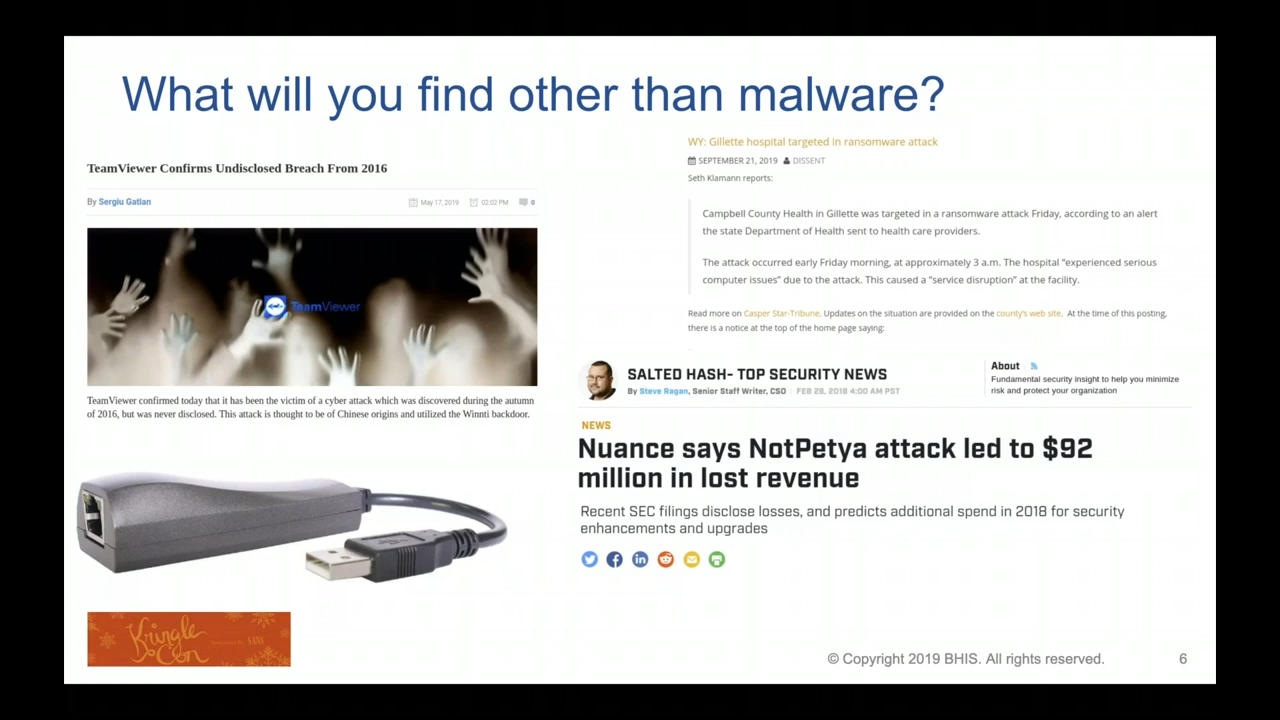 What will you find other than malware?
TeamViewer Confirms Undisclosed Breach From 2016
By Sergiu Gatlan
May 17, 2019
02:02 PM
0
TeamViewer
TeamViewer confirmed today that it has been the victim of a cyber attack which was discovered during the autumn
of 2016, but was never disclosed. This attack is thought to be of Chinese origins and utilized the Winnti backdoor.
WY: Gillette hospital targeted in ransomware attack
SEPTEMBER 21, 2019 DISSENT
Seth Klamann reports:
Campbell County Health in Gillette was targeted in a ransomware attack Friday, according to an alert
the state Department of Health sent to health care providers.
The attack occurred early Friday morning, at approximately 3 a.m. The hospital “experienced serious
computer issues” due to the attack. This caused a “service disruption” at the facility.
Read more on Casper Star-Tribune. Updates on the situation are provided on the county's web site. At the time of this posting,
there is a notice at the top of the home page saying:
SALTED HASH- TOP SECURITY NEWS
By Steve Ragan, Senior Staff Writer, CSO | FEB 28, 2018 4:00 AM PST
About
Fundamental security insight to help you minimize
risk and protect your organization
NEWS
Nuance says NotPetya attack led to $92
million in lost revenue
Recent SEC filings disclose losses, and predicts additional spend in 2018 for security
enhancements and upgrades
Kringle
Con
SANS
© Copyright 2019 BHIS. All rights reserved.
6